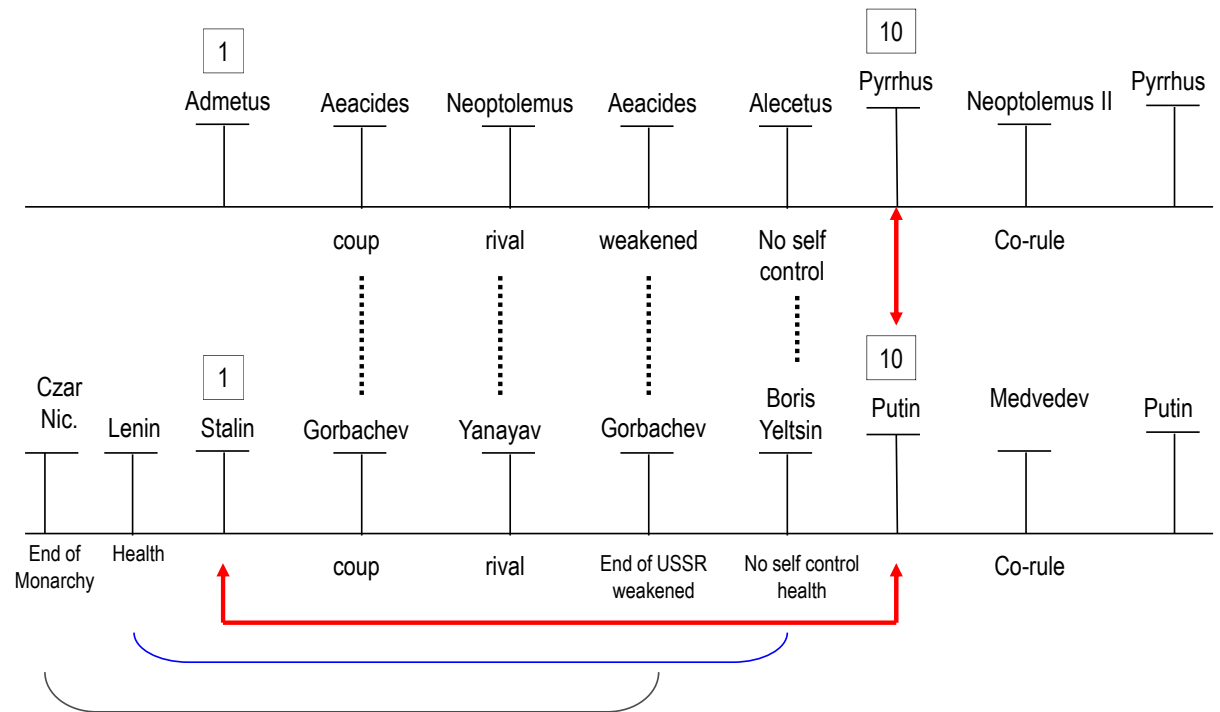 1
10
Admetus
Aeacides
Neoptolemus
Aeacides
Alecetus
Pyrrhus
Neoptolemus II
Pyrrhus
coup
rival
weakened
No self
control
Co-rule
1
10
Czar
Nic.
Lenin
Stalin
Gorbachev
Yanayav
Gorbachev
Boris
Yeltsin
Putin
Medvedev
Putin
End of
Monarchy
Health
coup
rival
End of USSR
weakened
No self control
health
Co-rule